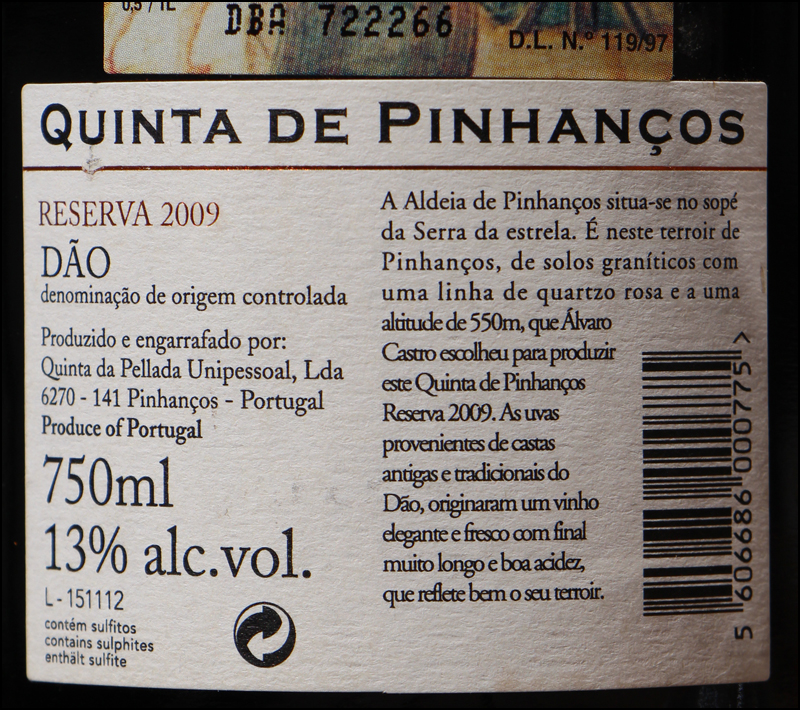 0,5 / 1L
DBA 722266
D.L. N.º 119/97
QUINTA DE PINHANÇOS
RESERVA 2009
DÃO
denominação de origem controlada
Produzido e engarrafado por:
Quinta da Pellada Unipessoal, Lda
6270 - 141 Pinhanços - Portugal
Produce of Portugal
750ml
13% alc.vol.
L-151112
contém sulfitos
contains sulphites
enthält sulfite
A Aldeia de Pinhanços situa-se no sopé
da Serra da estrela. É neste terroir de
Pinhanços, de solos graníticos com
uma linha de quartzo rosa e a uma
altitude de 550m, que Álvaro
Castro escolheu para produzir
este Quinta de Pinhanços
Reserva 2009. As uvas
provenientes de castas
antigas e tradicionais do
Dão, originaram um vinho
elegante e fresco com final
muito longo e boa acidez,
que reflete bem o seu terroir.
5 606686 000775 >